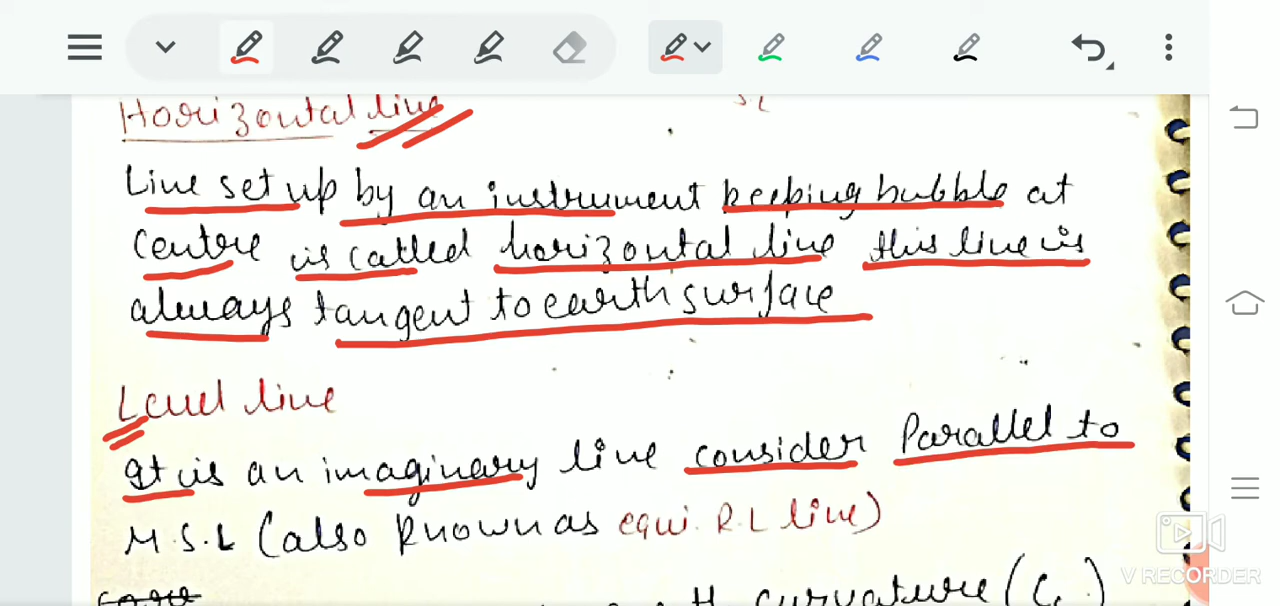 Horizontal line
Line set up by an instrument keeping bubble at
centre is called horizontal line this line is
always tangent to earth surface
Level line
It is an imaginary line consider Parallel to
M.S.L (also known as equi. R.L line)
curvature (
V RECORDER